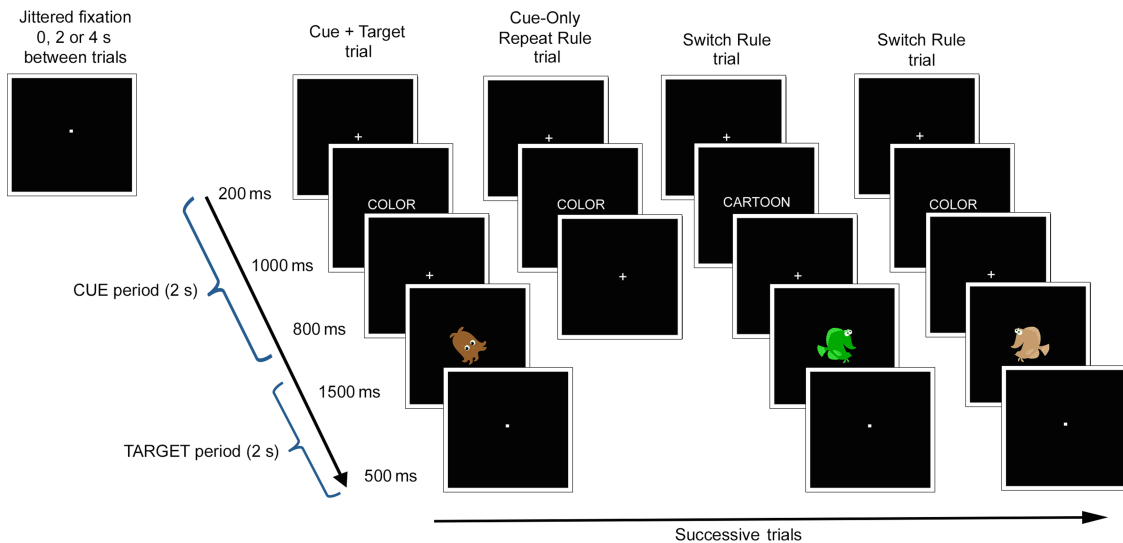 Jittered fixation
0, 2 or 4 s
between trials
Cue + Target
trial
Cue-Only
Repeat Rule
trial
Switch Rule
trial
Switch Rule
trial
COLOR
COLOR
CARTOON
COLOR
200 ms
1000 ms
CUE period (2 s)
800 ms
1500 ms
TARGET period (2 s)
500 ms
Successive trials